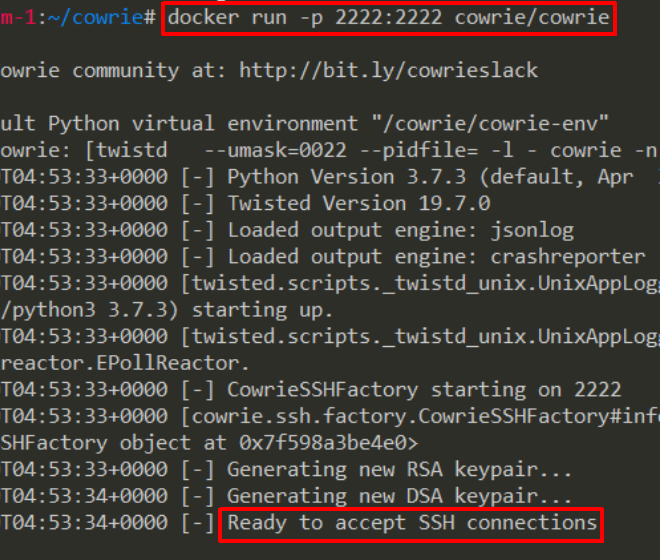 m-1:~/cowrie# docker run -p 2222:2222 cowrie/cowrie
owrie community at: http://bit.ly/cowrieslack
ult Python virtual environment "/cowrie/cowrie-env"
owrie: [twistd   --umask=0022 --pidfile= -l - cowrie -n
T04:53:33+0000 [-] Python Version 3.7.3 (default, Apr
T04:53:33+0000 [-] Twisted Version 19.7.0
T04:53:33+0000 [-] Loaded output engine: jsonlog
T04:53:33+0000 [-] Loaded output engine: crashreporter
T04:53:33+0000 [twisted.scripts._twistd_unix.UnixAppLogg
/python3 3.7.3) starting up.
T04:53:33+0000 [twisted.scripts._twistd_unix.UnixAppLogg
reactor.EPollReactor.
T04:53:33+0000 [-] CowrieSSHFactory starting on 2222
T04:53:33+0000 [cowrie.ssh.factory.CowrieSSHFactory#info
SHFactory object at 0x7f598a3be4e0>
T04:53:33+0000 [-] Generating new RSA keypair...
T04:53:34+0000 [-] Generating new DSA keypair...
T04:53:34+0000 [-] Ready to accept SSH connections